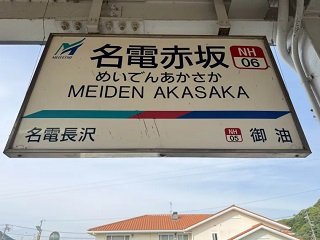 MEITETSU
名電赤坂
NH
06
めいでんあかさか
MEIDEN AKASAKA
名電長沢
NH
05
御油